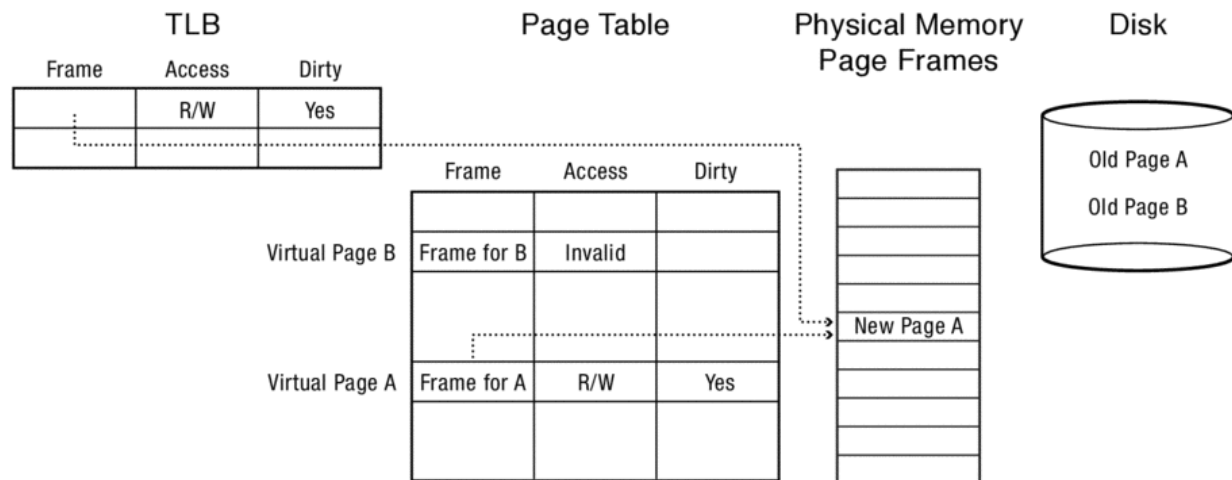 TLB
Page Table
Physical Memory
Page Frames
Disk
Frame Access Dirty
R/W Yes
Old Page A
Old Page B
Frame Access Dirty
Virtual Page B Frame for B Invalid
New Page A
Virtual Page A Frame for A R/W Yes